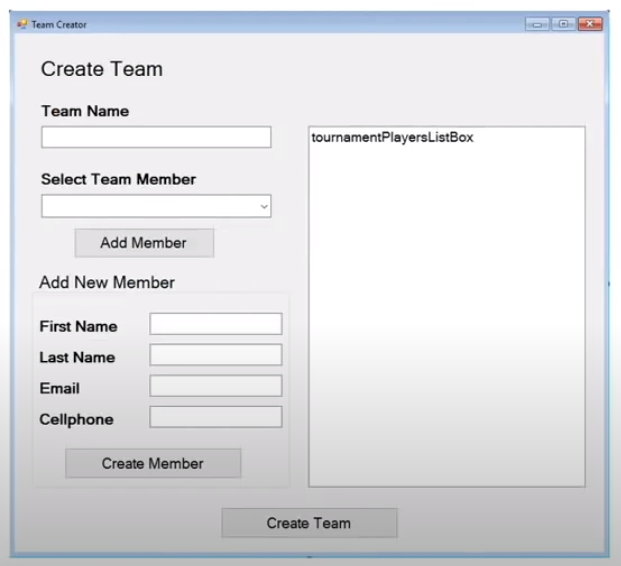 Team Creator
Create Team
Team Name
tournamentPlayersListBox
Select Team Member
Add Member
Add New Member
First Name
Last Name
Email
Cellphone
Create Member
Create Team